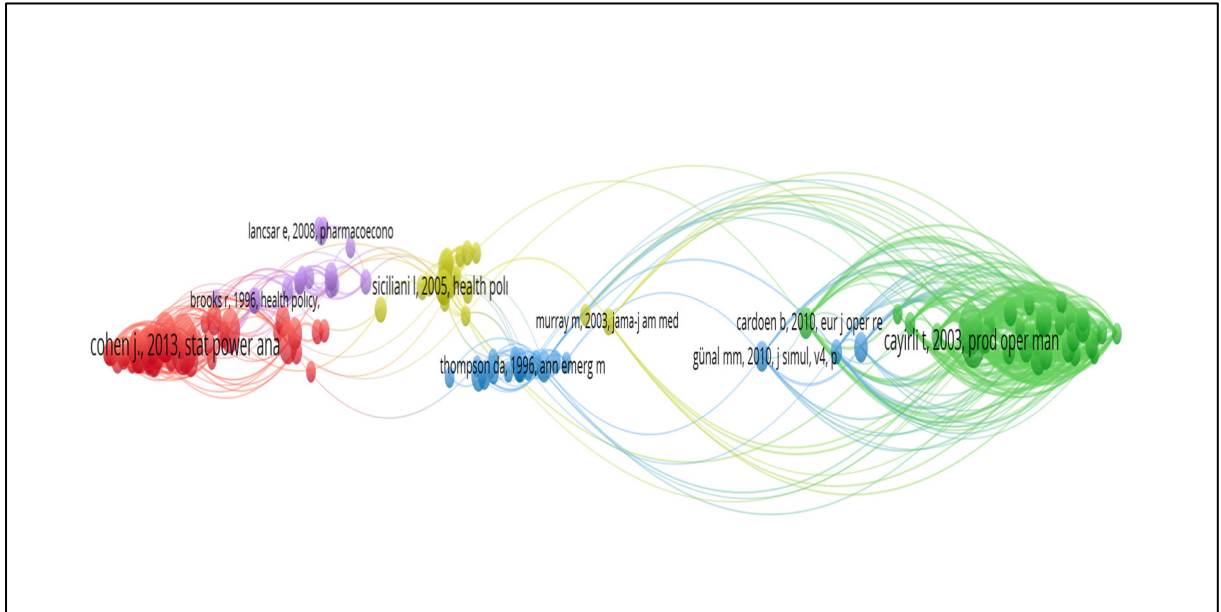 lancsar e, 2008, pharmacoecono
siciliani l, 2005, health poli
brooks r, 1996, health policy,
murray m, 2003, jama-j am med
cardoen b, 2010, eur j oper re
cohen j., 2013, stat power ana
cayirli t, 2003, prod oper man
günal mm, 2010, j sımul, v4, p
thompson da, 1996, ann emerg m